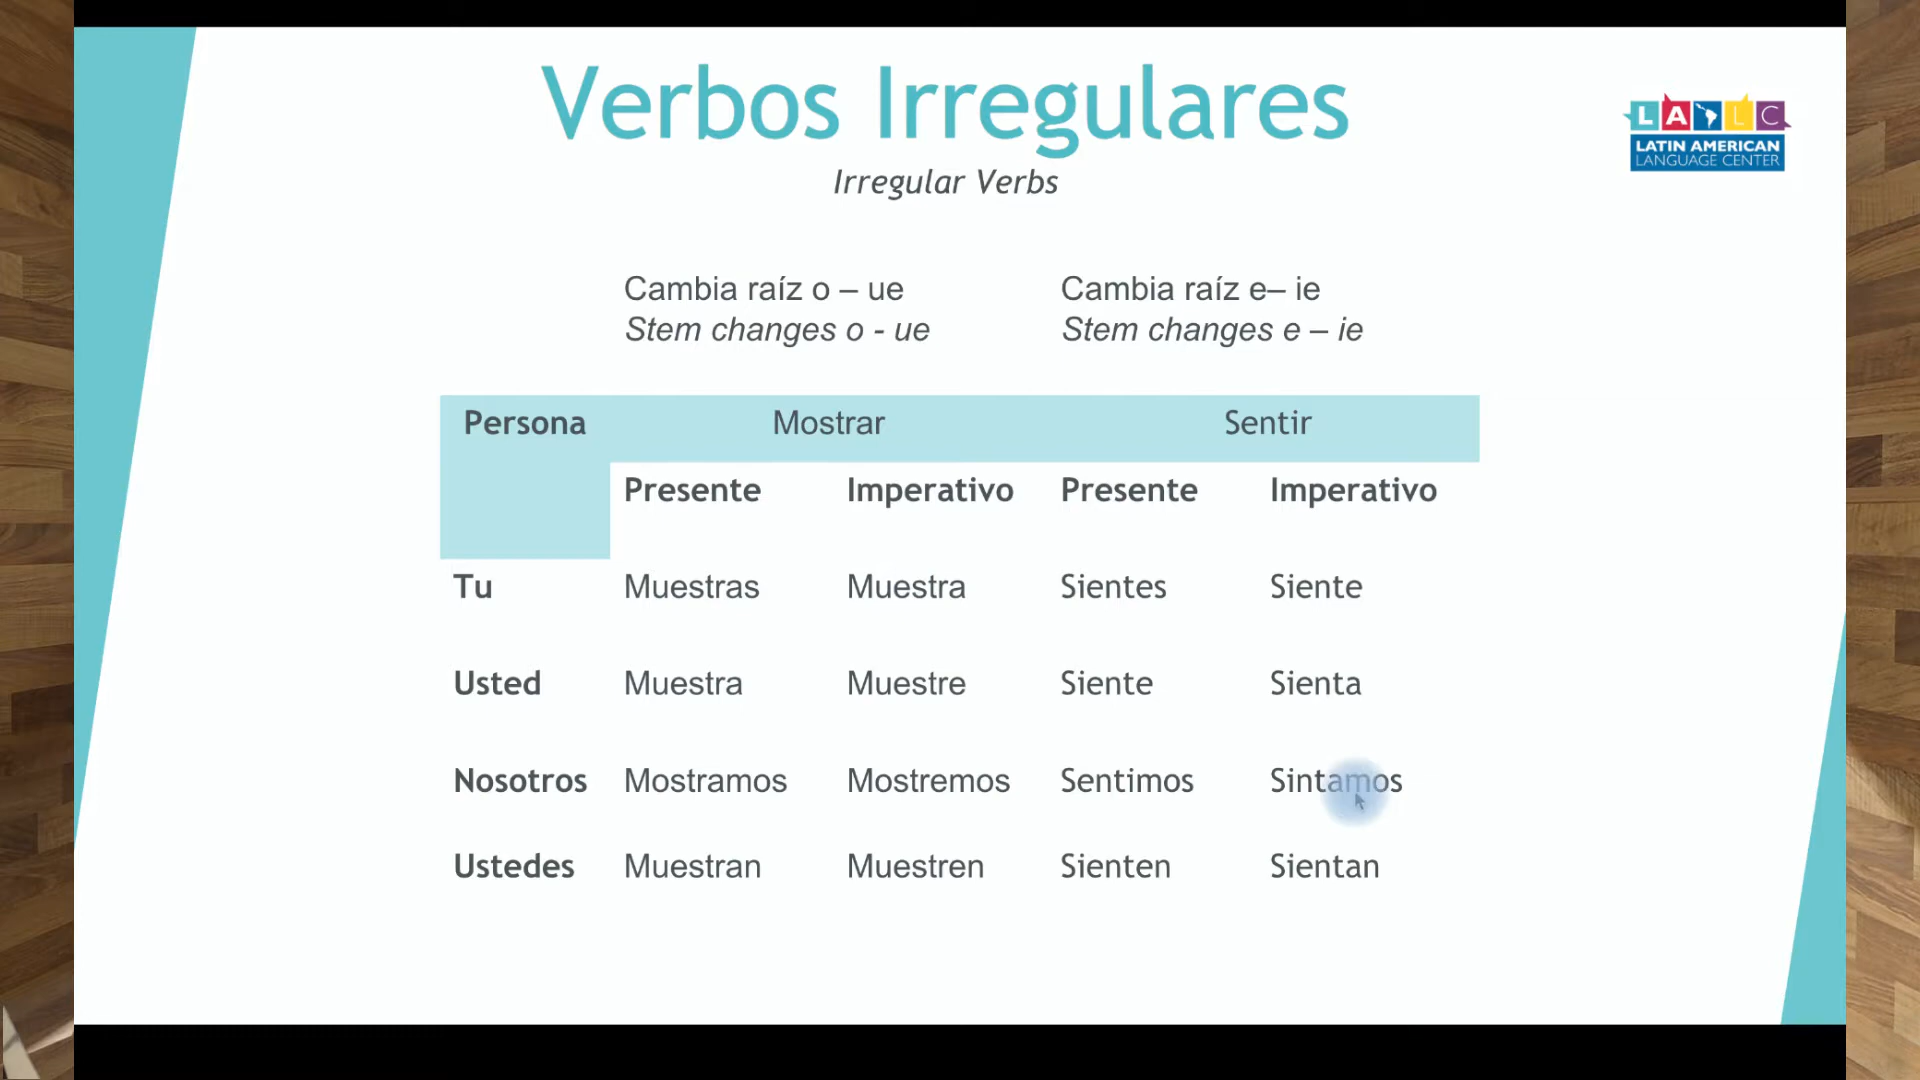 Verbos Irregulares
Irregular Verbs
LALC
LATIN AMERICAN
LANGUAGE CENTER
Cambia raíz o – ue
Stem changes o - ue
Cambia raíz e– ie
Stem changes e – ie
Persona Mostrar Sentir
Presente Imperativo Presente Imperativo
Tu Muestras Muestra Sientes Siente
Usted Muestra Muestre Siente Sienta
Nosotros Mostramos Mostremos Sentimos Sintamos
Ustedes Muestran Muestren Sienten Sientan